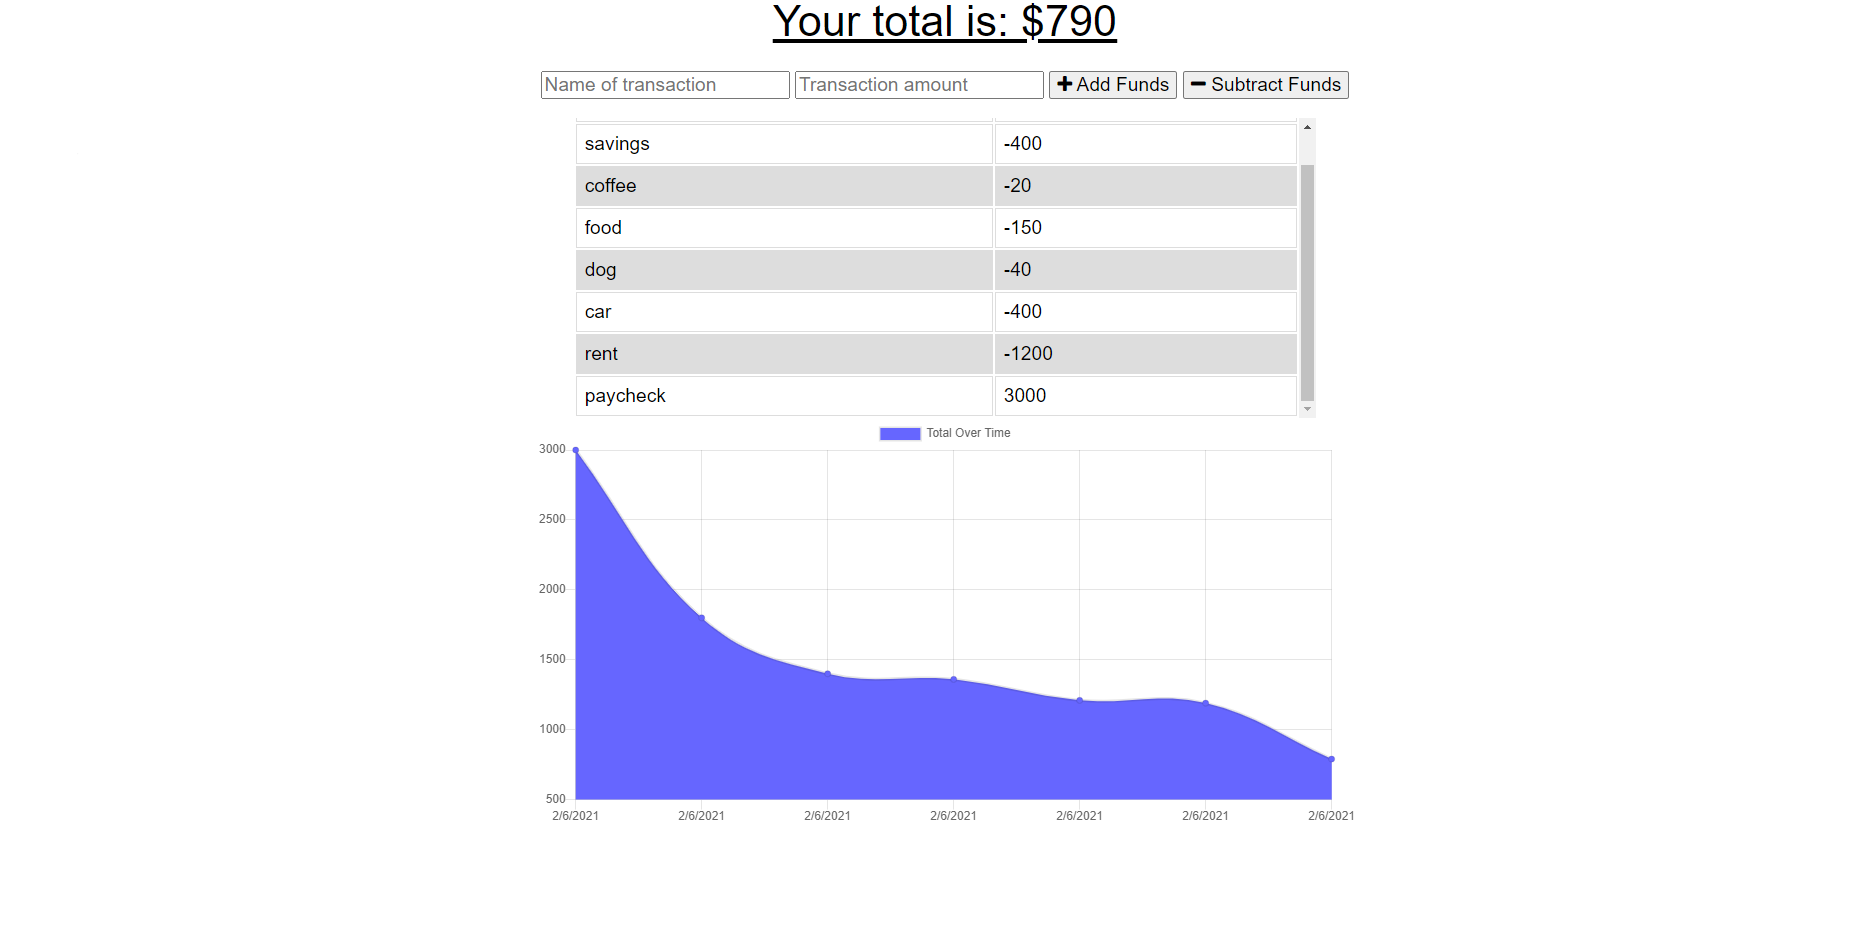 Your total is: $790
Name of transaction Transaction amount + Add Funds − Subtract Funds
savings -400
coffee -20
food -150
dog -40
car -400
rent -1200
paycheck 3000
Total Over Time
3000
2500
2000
1500
1000
500
2/6/2021 2/6/2021 2/6/2021 2/6/2021 2/6/2021 2/6/2021 2/6/2021